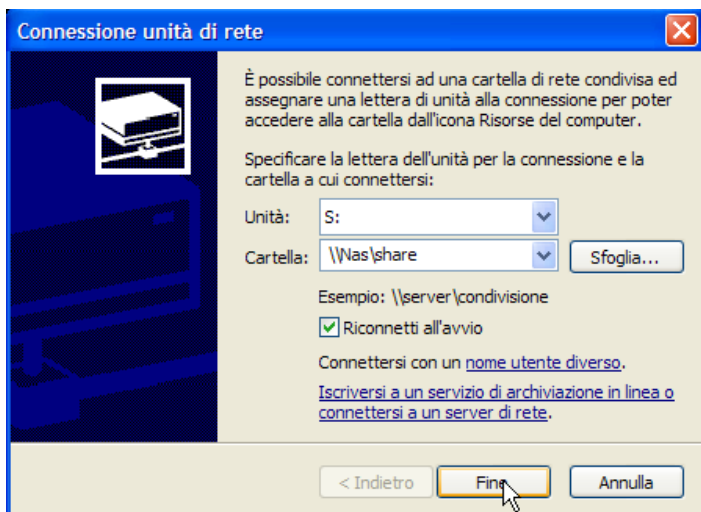 Connessione unità di rete
È possibile connettersi ad una cartella di rete condivisa ed
assegnare una lettera di unità alla connessione per poter
accedere alla cartella dall'icona Risorse del computer.
Specificare la lettera dell'unità per la connessione e la
cartella a cui connettersi:
Unità: S:
Cartella: \\Nas\share Sfoglia...
Esempio: \\server\condivisione
Riconnetti all'avvio
Connettersi con un nome utente diverso.
Iscriversi a un servizio di archiviazione in linea o
connettersi a un server di rete.
< Indietro Fine Annulla